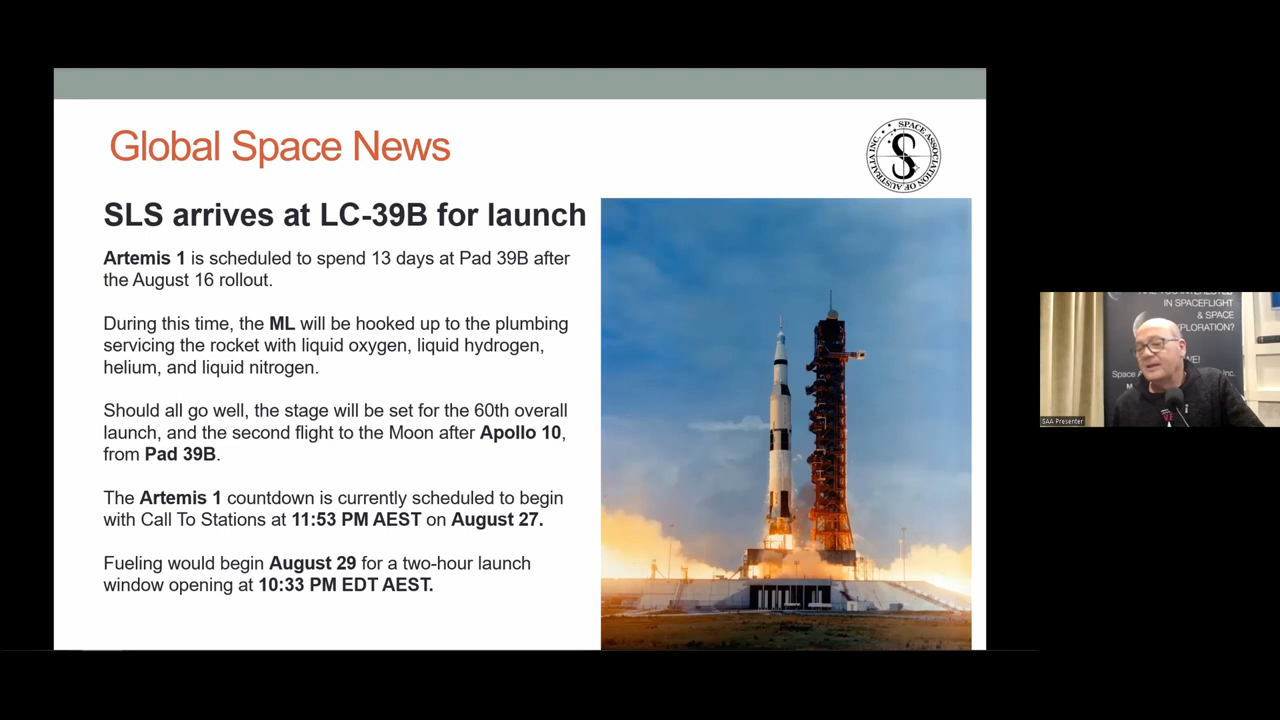 Global Space News
SPACE ASSOCIATION
OF AUSTRALIA INC.
S
SLS arrives at LC-39B for launch
Artemis 1 is scheduled to spend 13 days at Pad 39B after
the August 16 rollout.
During this time, the ML will be hooked up to the plumbing
servicing the rocket with liquid oxygen, liquid hydrogen,
helium, and liquid nitrogen.
Should all go well, the stage will be set for the 60th overall
launch, and the second flight to the Moon after Apollo 10,
from Pad 39B.
The Artemis 1 countdown is currently scheduled to begin
with Call To Stations at 11:53 PM AEST on August 27.
Fueling would begin August 29 for a two-hour launch
window opening at 10:33 PM EDT AEST.
IN SPACEFLIGHT
& SPACE
Space
SAA Presenter